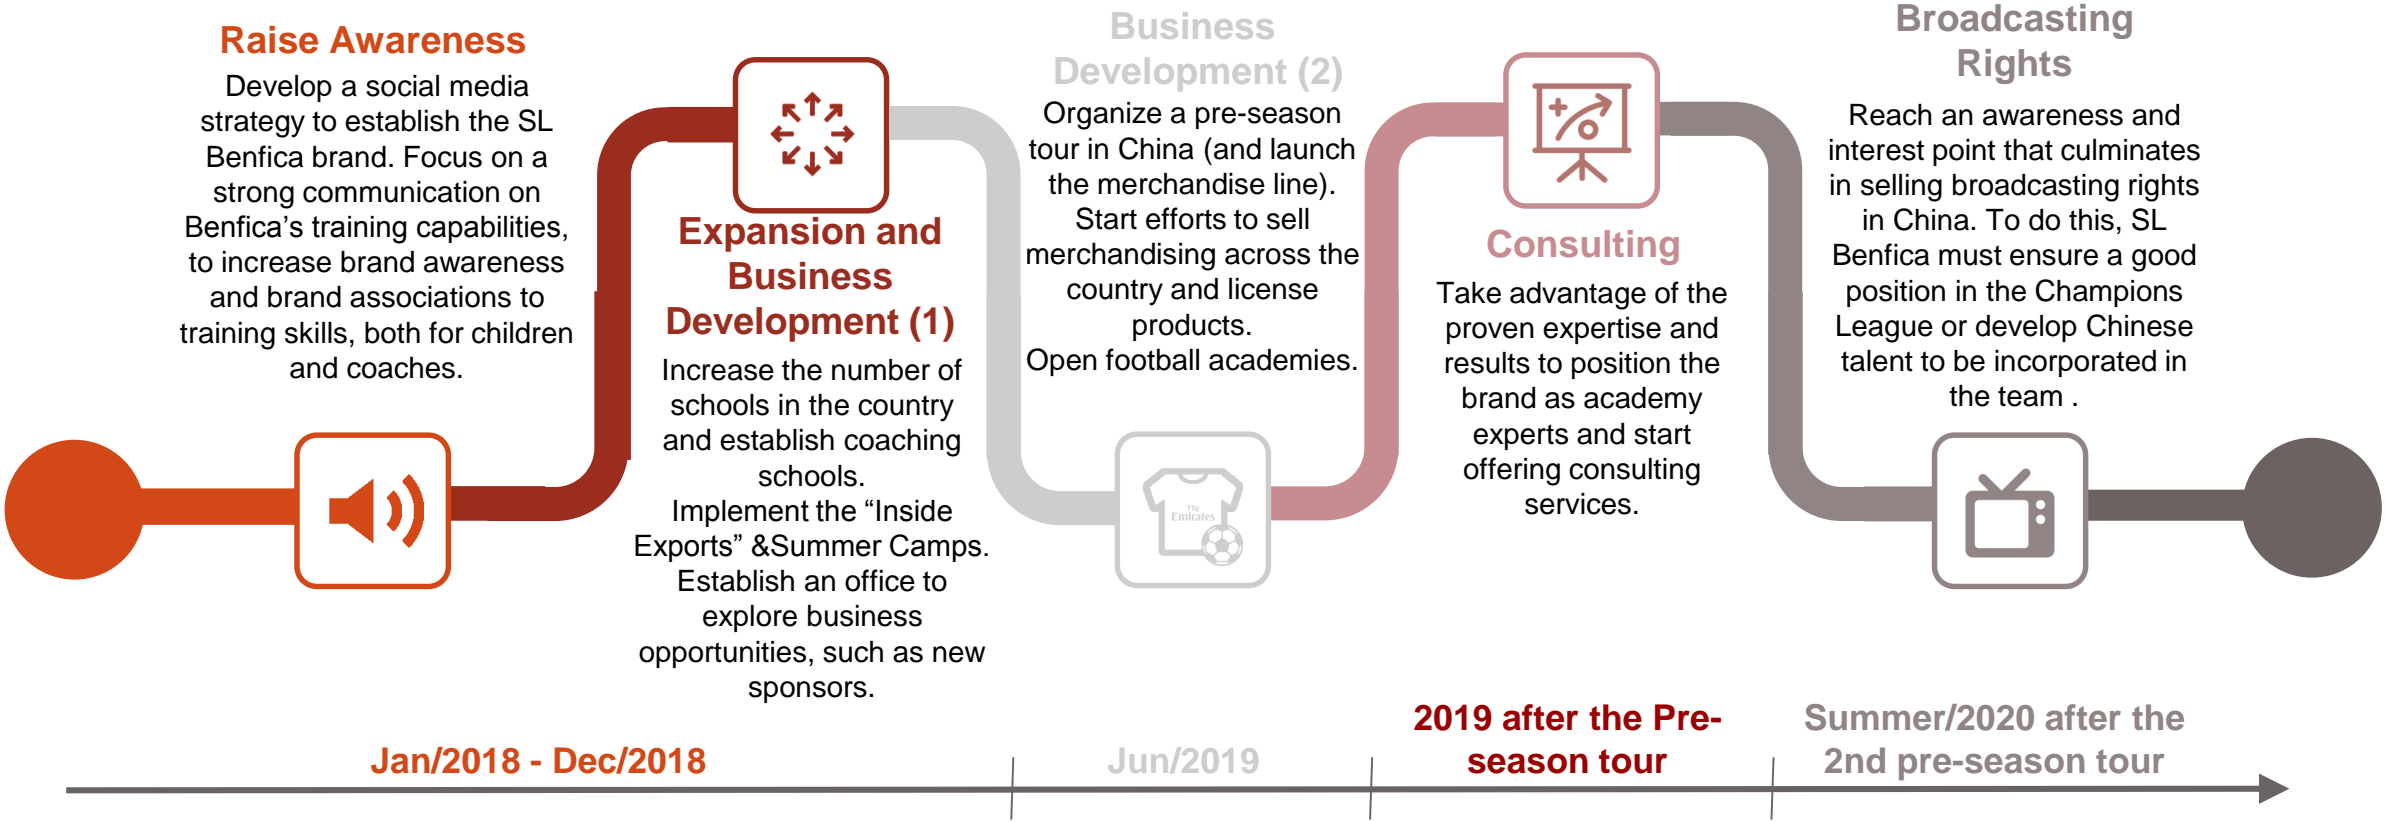 Raise Awareness
Develop a social media
strategy to establish the SL
Benfica brand. Focus on a
strong communication on
Benfica’s training capabilities,
to increase brand awareness
and brand associations to
training skills, both for children
and coaches.
Expansion and
Business
Development (1)
Increase the number of
schools in the country
and establish coaching
schools.
Implement the “Inside
Exports” &Summer Camps.
Establish an office to
explore business
opportunities, such as new
sponsors.
Business
Development (2)
Organize a pre-season
tour in China (and launch
the merchandise line).
Start efforts to sell
merchandising across the
country and license
products.
Open football academies.
Fly
Emirates
Consulting
Take advantage of the
proven expertise and
results to position the
brand as academy
experts and start
offering consulting
services.
Broadcasting
Rights
Reach an awareness and
interest point that culminates
in selling broadcasting rights
in China. To do this, SL
Benfica must ensure a good
position in the Champions
League or develop Chinese
talent to be incorporated in
the team .
Jan/2018 - Dec/2018
Jun/2019
2019 after the Pre-
season tour
Summer/2020 after the
2nd pre-season tour